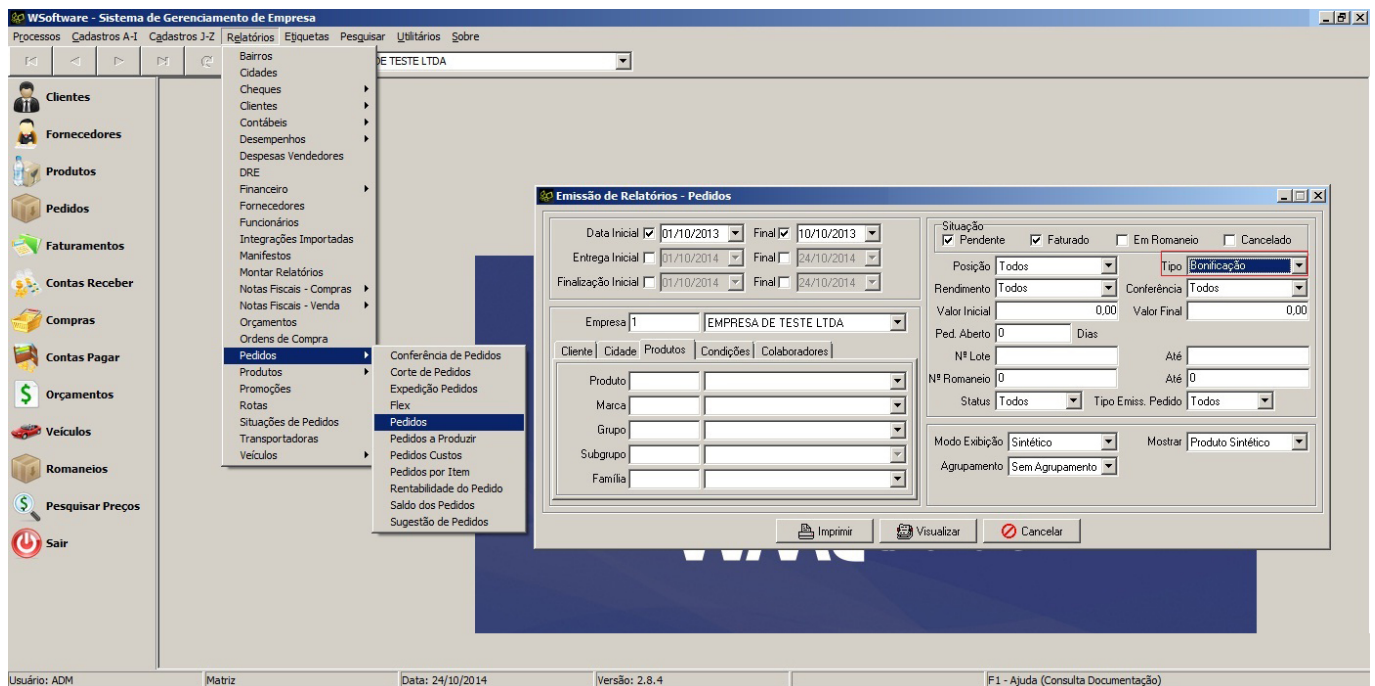 WSoftware - Sistema de Gerenciamento de Empresa
Processos Cadastros A-I Cadastros J-Z Relatórios Etiquetas Pesquisar Utilitários Sobre
DE TESTE LTDA
Clientes
Fornecedores
Produtos
Pedidos
Faturamentos
Contas Receber
Compras
Contas Pagar
Orçamentos
Veículos
Romaneios
Pesquisar Preços
Sair
Bairros
Cidades
Cheques
Clientes
Contábeis
Desempenhos
Despesas Vendedores
DRE
Financeiro
Fornecedores
Funcionários
Integrações Importadas
Manifestos
Montar Relatórios
Notas Fiscais - Compras
Notas Fiscais - Venda
Orçamentos
Ordens de Compra
Pedidos
Produtos
Promoções
Rotas
Situações de Pedidos
Transportadoras
Veículos
Conferência de Pedidos
Corte de Pedidos
Expedição Pedidos
Flex
Pedidos
Pedidos a Produzir
Pedidos Custos
Pedidos por Item
Rentabilidade do Pedido
Saldo dos Pedidos
Sugestão de Pedidos
Emissão de Relatórios - Pedidos
Data Inicial 01/10/2013 Final 10/10/2013
Entrega Inicial 01/10/2014 Final 24/10/2014
Finalização Inicial 01/10/2014 Final 24/10/2014
Empresa 1 EMPRESA DE TESTE LTDA
Cliente Cidade Produtos Condições Colaboradores
Produto
Marca
Grupo
Subgrupo
Família
Situação
Pendente Faturado Em Romaneio Cancelado
Posição Todos Tipo Bonificação
Rendimento Todos Conferência Todos
Valor Inicial 0,00 Valor Final 0,00
Ped. Aberto 0 Dias
Nº Lote Até
Nº Romaneio 0 Até 0
Status Todos Tipo Emiss. Pedido Todos
Modo Exibição Sintético Mostrar Produto Sintético
Agrupamento Sem Agrupamento
Imprimir Visualizar Cancelar
Usuário: ADM Matriz Data: 24/10/2014 Versão: 2.8.4 F1 - Ajuda (Consulta Documentação)